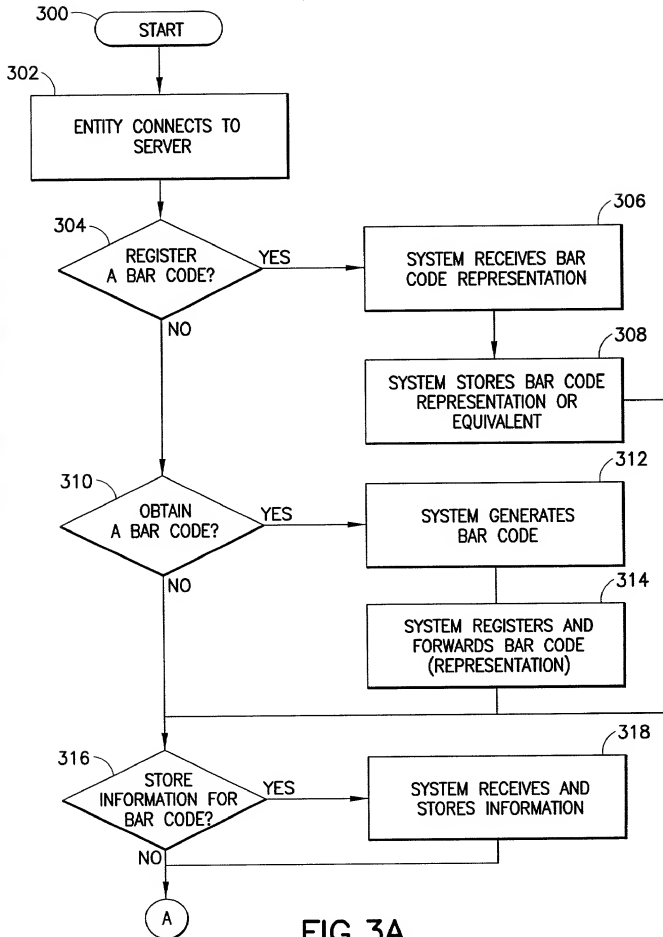 300
START
302
ENTITY CONNECTS TO
SERVER
304
REGISTER
A BAR CODE?
YES
NO
306
SYSTEM RECEIVES BAR
CODE REPRESENTATION
308
SYSTEM STORES BAR CODE
REPRESENTATION OR
EQUIVALENT
310
OBTAIN
A BAR CODE?
YES
NO
312
SYSTEM GENERATES
BAR CODE
314
SYSTEM REGISTERS AND
FORWARDS BAR CODE
(REPRESENTATION)
316
STORE
INFORMATION FOR
BAR CODE?
YES
NO
318
SYSTEM RECEIVES AND
STORES INFORMATION
A
FIG. 3A